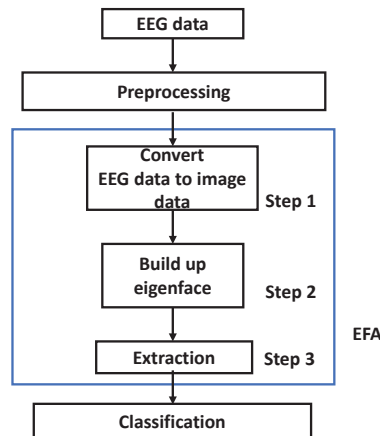 EEG data
Preprocessing
Convert
EEG data to image
data
Step 1
Build up
eigenface
Step 2
EFA
Extraction
Step 3
Classification